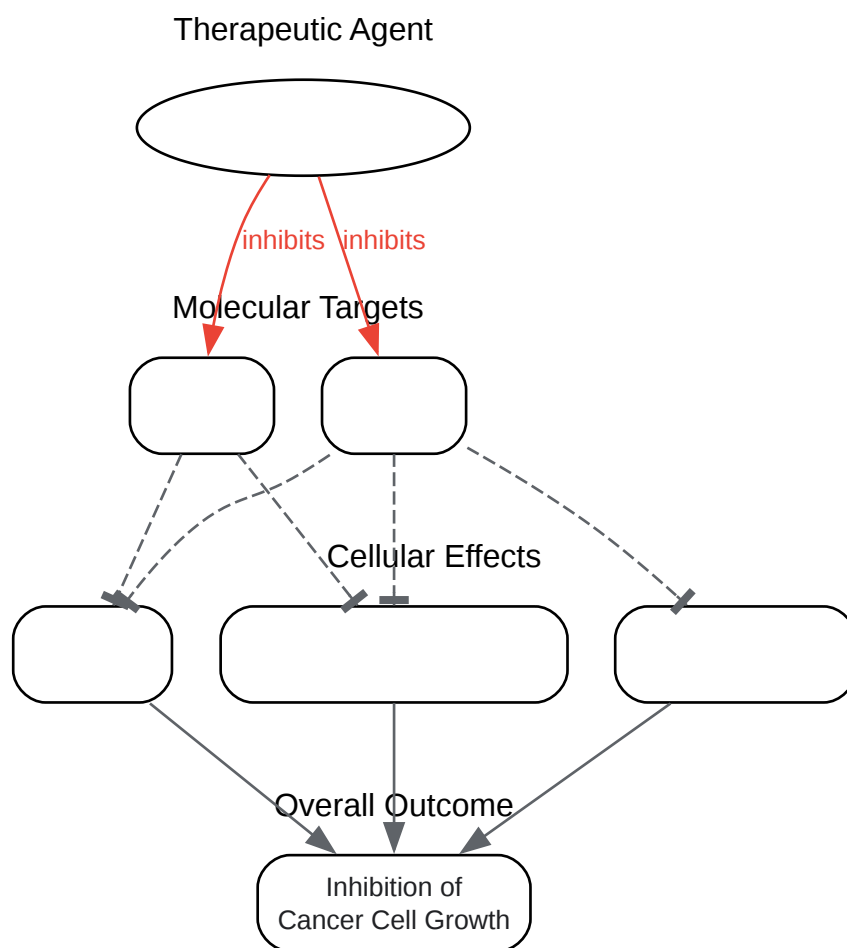 Therapeutic Agent
inhibits
inhibits
Molecular Targets
Cellular Effects
Overall Outcome
Inhibition of
Cancer Cell Growth